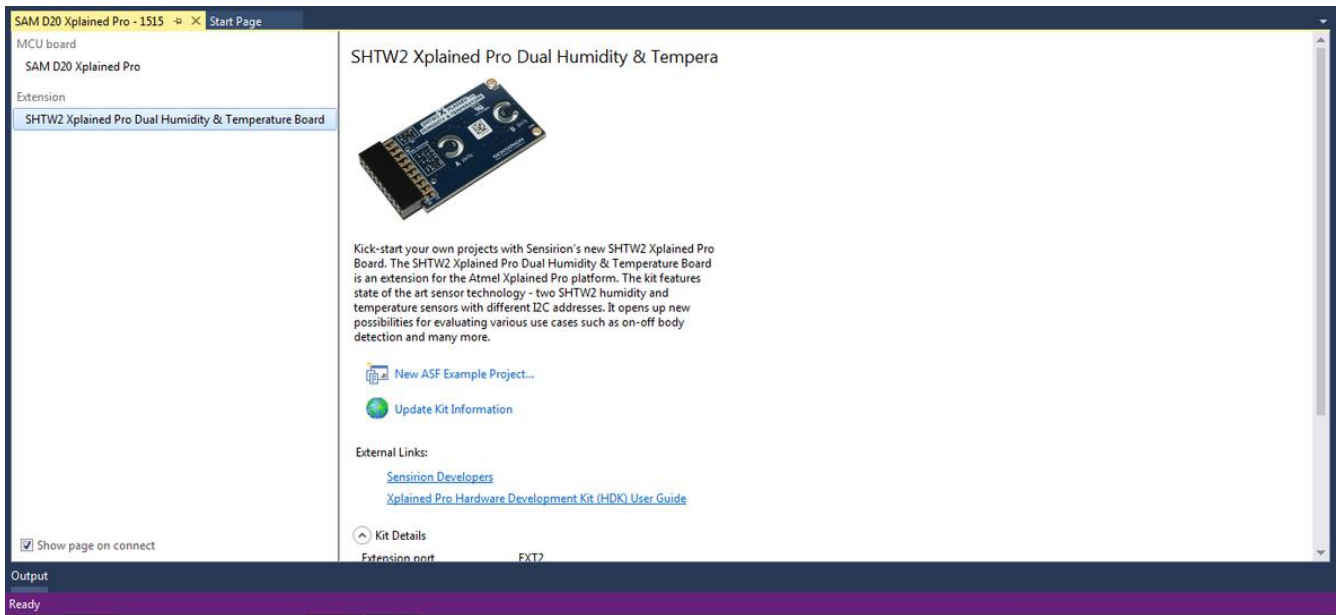 SAM D20 Xplained Pro - 1515
Start Page
MCU board
SAM D20 Xplained Pro
Extension
SHTW2 Xplained Pro Dual Humidity & Temperature Board
Show page on connect
SHTW2 Xplained Pro Dual Humidity & Tempera
SENSIRION
Kick-start your own projects with Sensirion's new SHTW2 Xplained Pro
Board. The SHTW2 Xplained Pro Dual Humidity & Temperature Board
is an extension for the Atmel Xplained Pro platform. The kit features
state of the art sensor technology - two SHTW2 humidity and
temperature sensors with different I2C addresses. It opens up new
possibilities for evaluating various use cases such as on-off body
detection and many more.
New ASF Example Project...
Update Kit Information
External Links:
Sensirion Developers
Xplained Pro Hardware Development Kit (HDK) User Guide
Kit Details
Extension port EXT2
Output
Ready